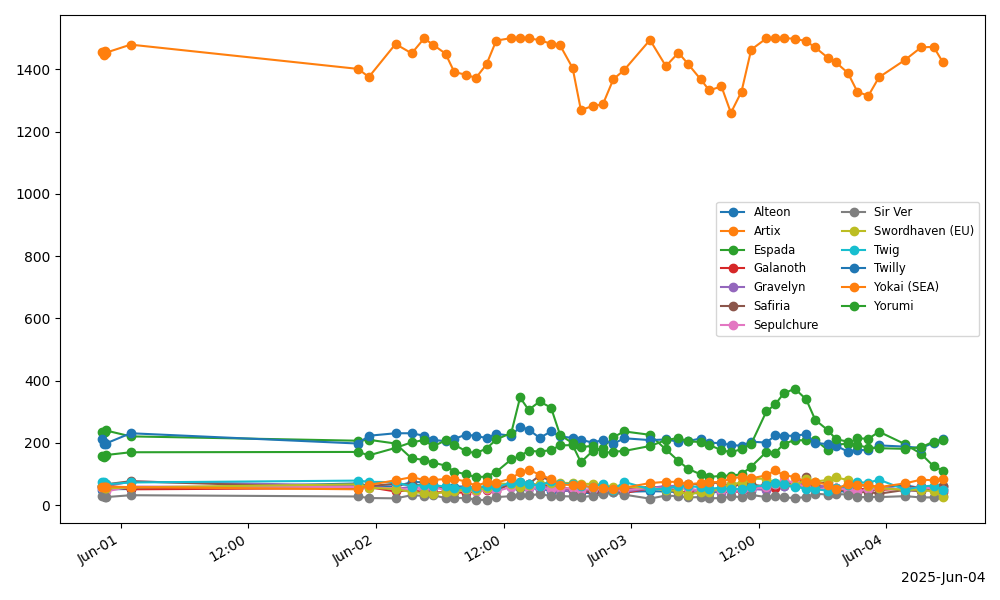 1400
1200
1000
800
600
400
200
0
Alteon
Artix
Espada
Galanoth
Gravelyn
Safiria
Sepulchure
Sir Ver
Swordhaven (EU)
Twig
Twilly
Yokai (SEA)
Yorumi
Jun-01
12:00
Jun-02
12:00
Jun-03
12:00
Jun-04
2025-Jun-04